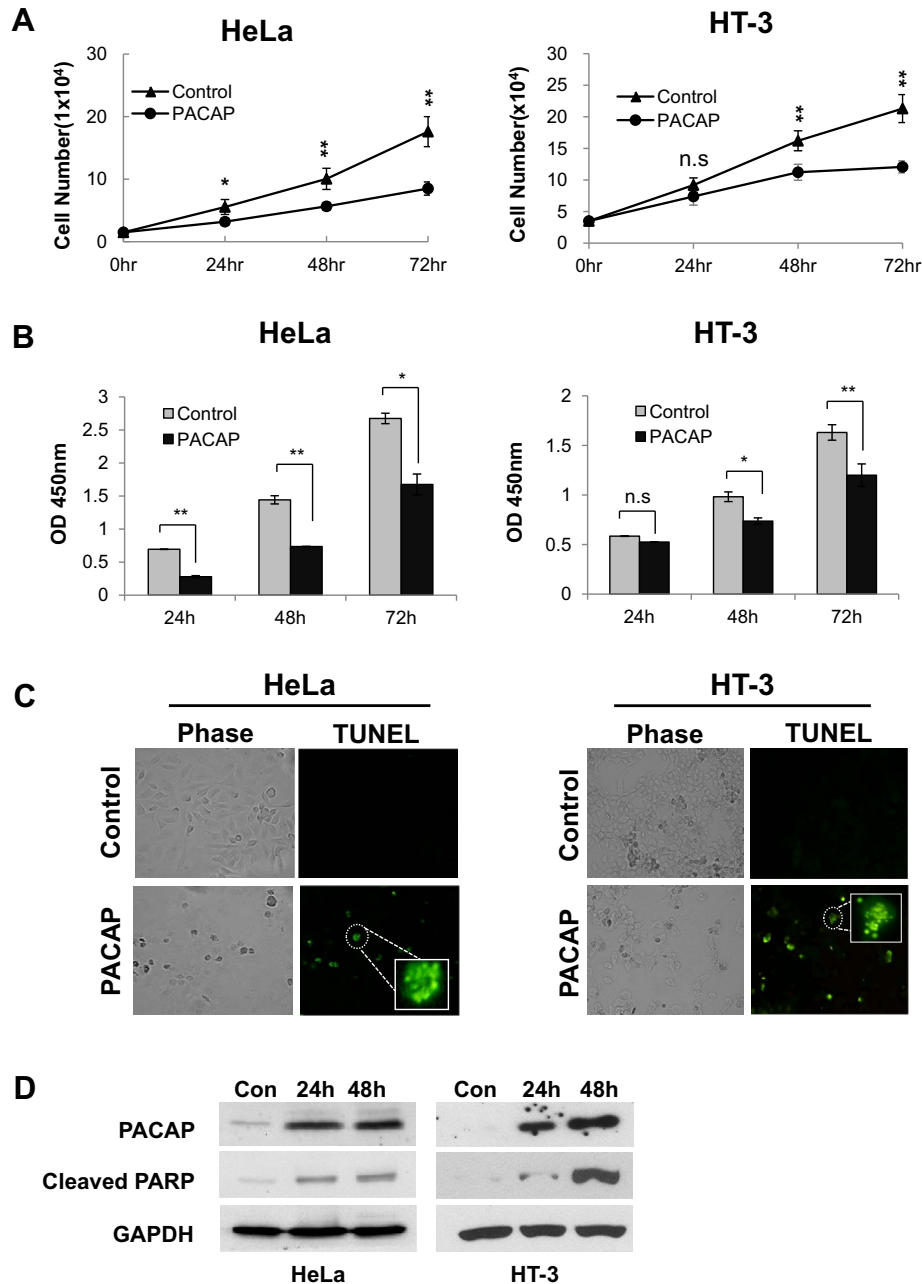 A
HeLa
Cell Number(1x10⁴)
30
20
10
0
Control
PACAP
*
**
**
0hr 24hr 48hr 72hr
HT-3
Cell Number(x10⁴)
30
25
20
15
10
5
0
Control
PACAP
n.s
**
**
0hr 24hr 48hr 72hr
B
HeLa
OD 450nm
3
2.5
2
1.5
1
0.5
0
Control
PACAP
**
**
*
24h 48h 72h
HT-3
OD 450nm
2
1.5
1
0.5
0
Control
PACAP
n.s
*
**
24h 48h 72h
C
HeLa
Phase TUNEL
Control
PACAP
HT-3
Phase TUNEL
Control
PACAP
D
Con 24h 48h Con 24h 48h
PACAP
Cleaved PARP
GAPDH
HeLa HT-3